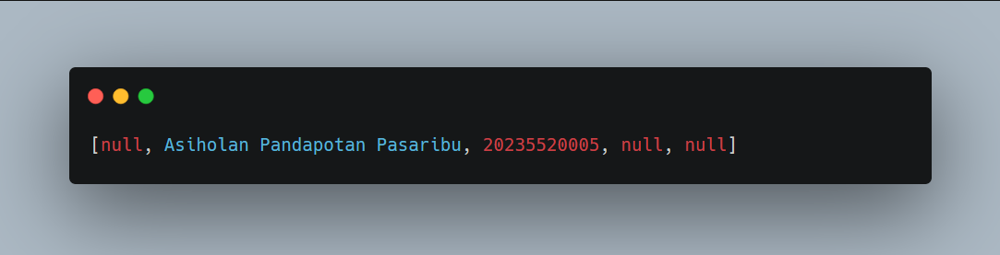 [null, Asiholan Pandapotan Pasaribu, 20235520005, null, null]